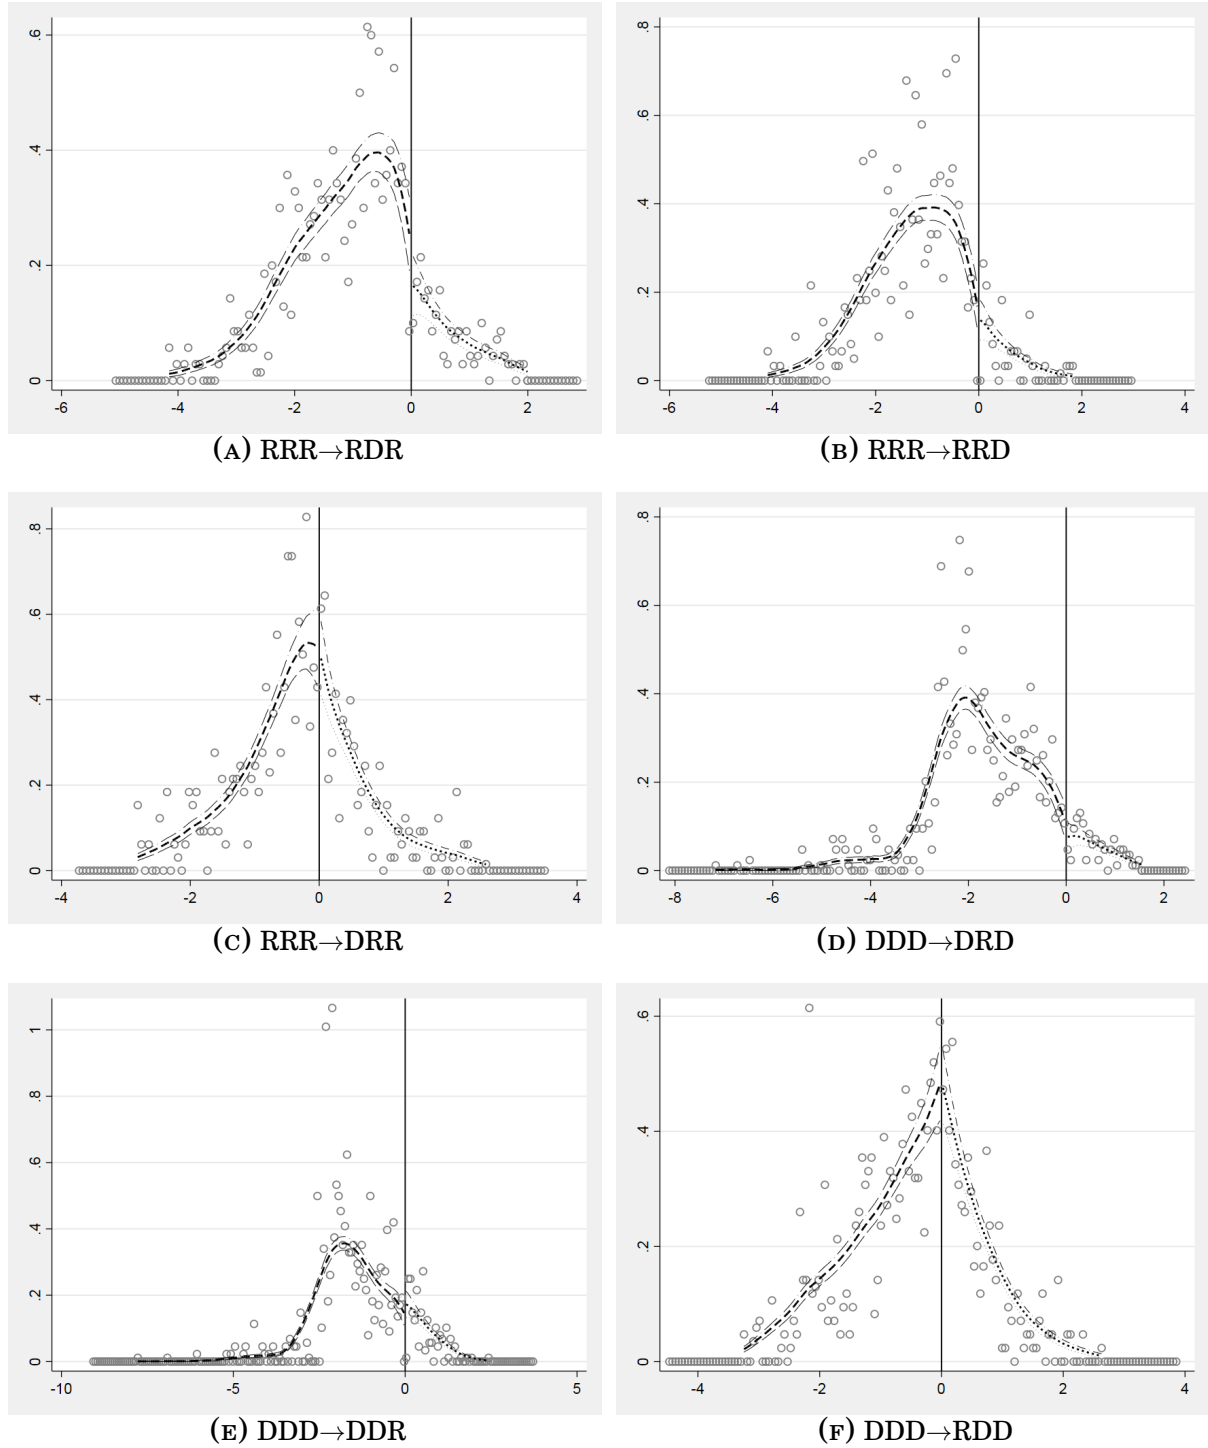 .6
.4
.2
0
-6 -4 -2 0 2
(A) RRR→RDR
.8
.6
.4
.2
0
-6 -4 -2 0 2 4
(B) RRR→RRD
.8
.6
.4
.2
0
-4 -2 0 2 4
(C) RRR→DRR
.8
.6
.4
.2
0
-8 -6 -4 -2 0 2
(D) DDD→DRD
1
.8
.6
.4
.2
0
-10 -5 0 5
(E) DDD→DDR
.6
.4
.2
0
-4 -2 0 2 4
(F) DDD→RDD